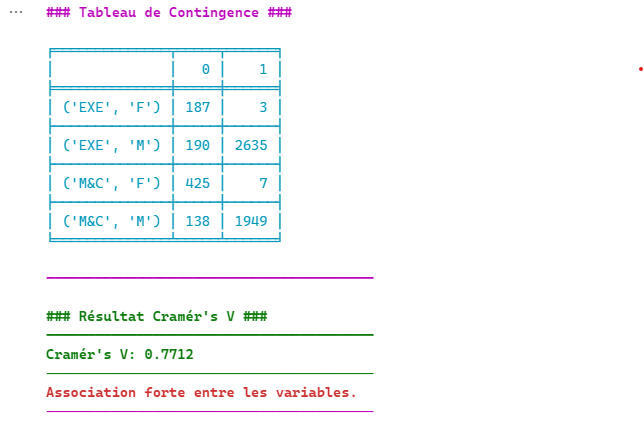 ### Tableau de Contingence ###
0 1
('EXE', 'F') 187 3
('EXE', 'M') 190 2635
('M&C', 'F') 425 7
('M&C', 'M') 138 1949
### Résultat Cramér's V ###
Cramér's V: 0.7712
Association forte entre les variables.